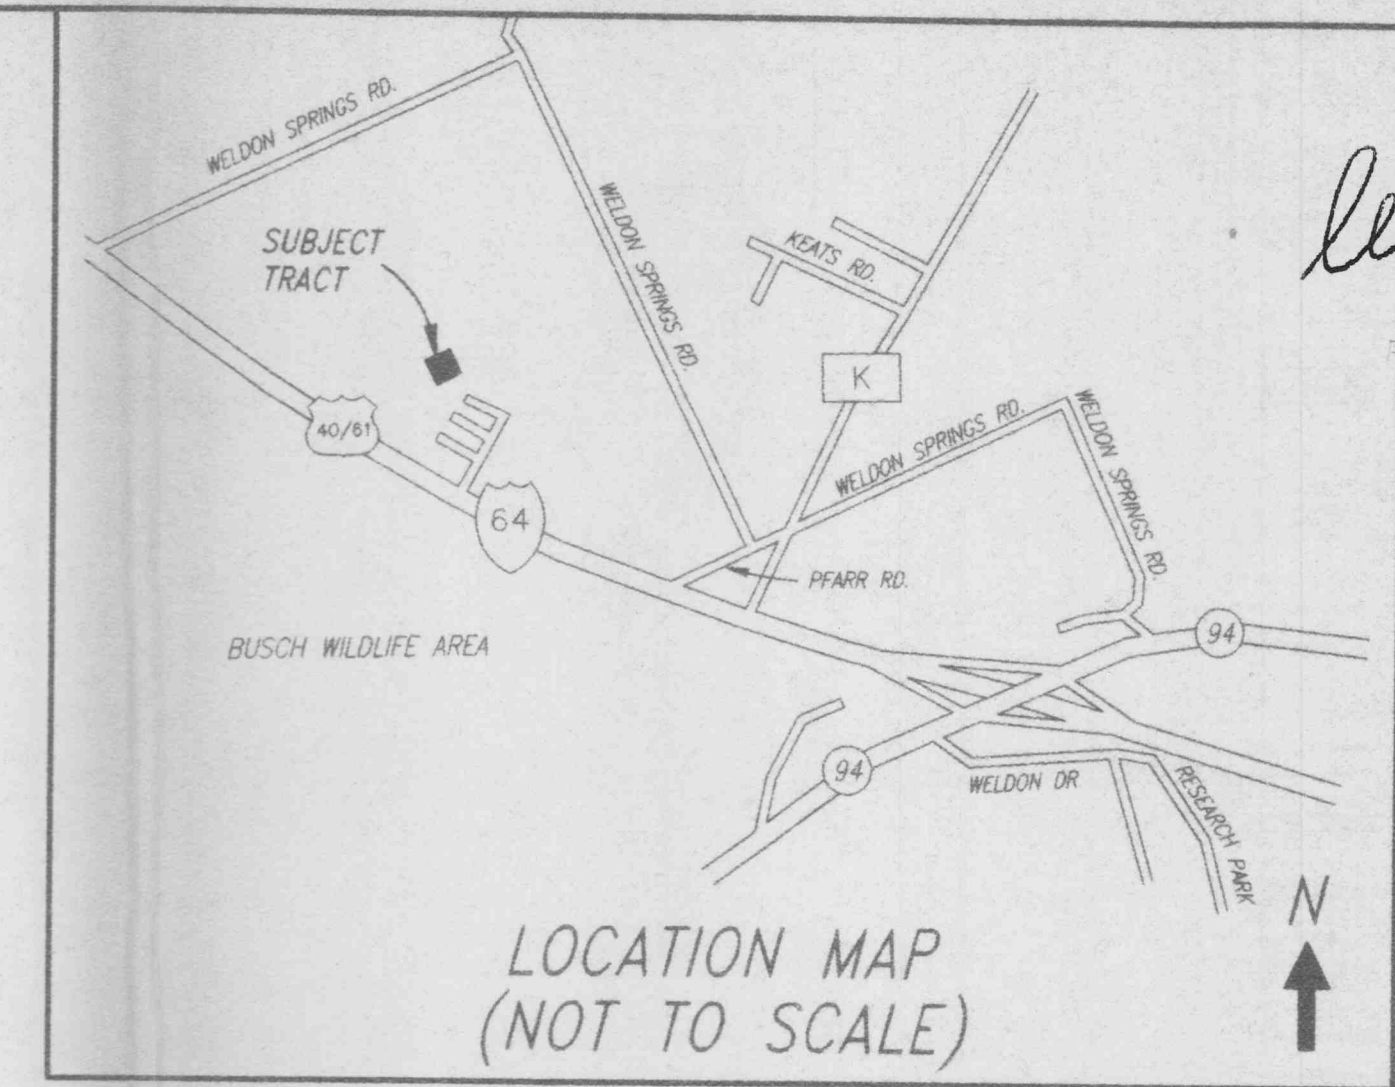 WELDON SPRINGS RD.
SUBJECT
TRACT
WELDON SPRINGS RD.
KEATS RD.
K
40/61
WELDON SPRINGS RD.
WELDON SPRINGS RD.
64
PFARR RD.
BUSCH WILDLIFE AREA
94
94
WELDON DR
RESEARCH PARK
N
LOCATION MAP
(NOT TO SCALE)